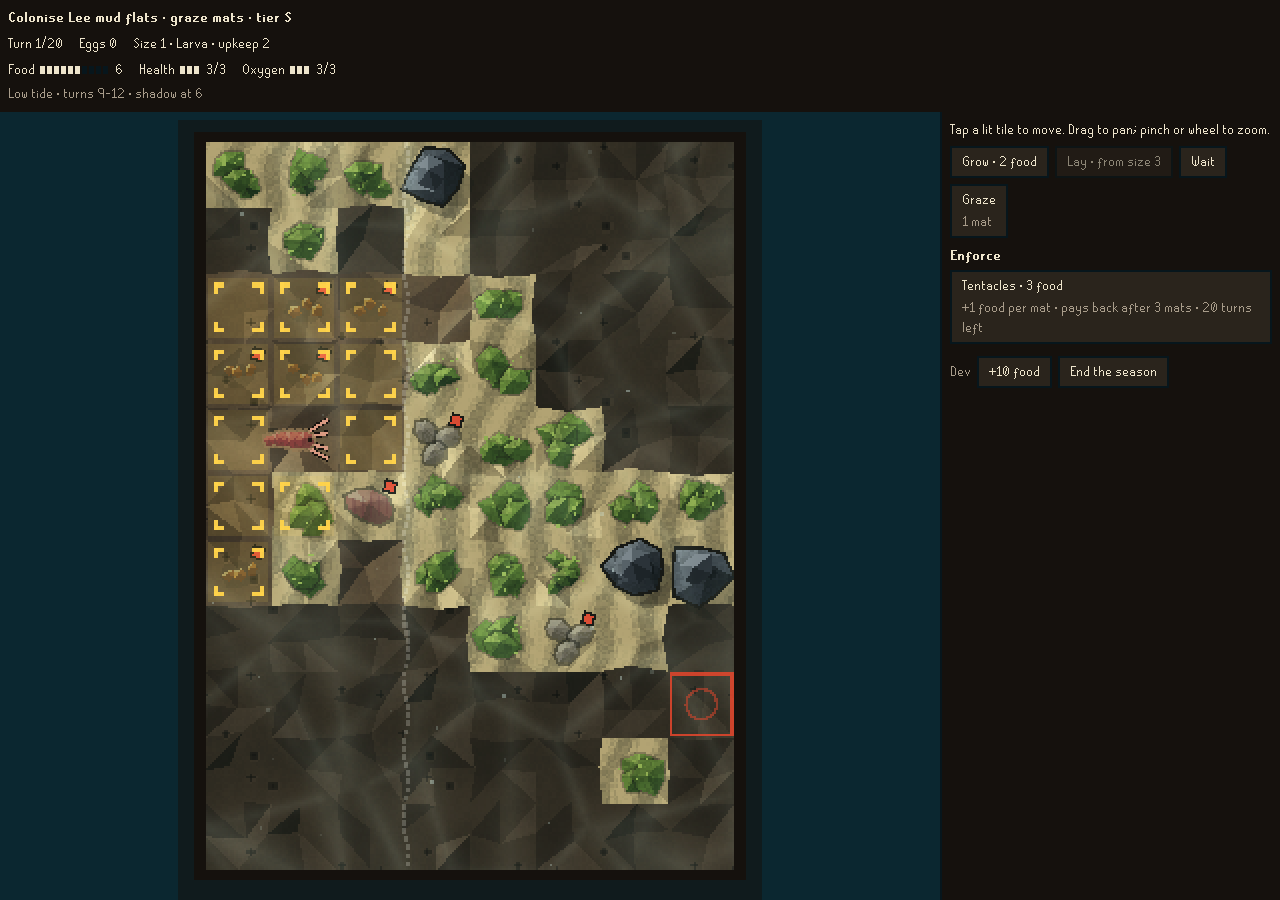 Colonise Lee mud flats · graze mats · tier S
Turn 1/20 Eggs 0 Size 1 · Larva · upkeep 2
Food 6 Health 3/3 Oxygen 3/3
Low tide · turns 9-12 · shadow at 6
Tap a lit tile to move. Drag to pan; pinch or wheel to zoom.
Grow · 2 food Lay · from size 3 Wait
Graze
1 mat
Enforce
Tentacles · 3 food
+1 food per mat · pays back after 3 mats · 20 turns
left
Dev +10 food End the season